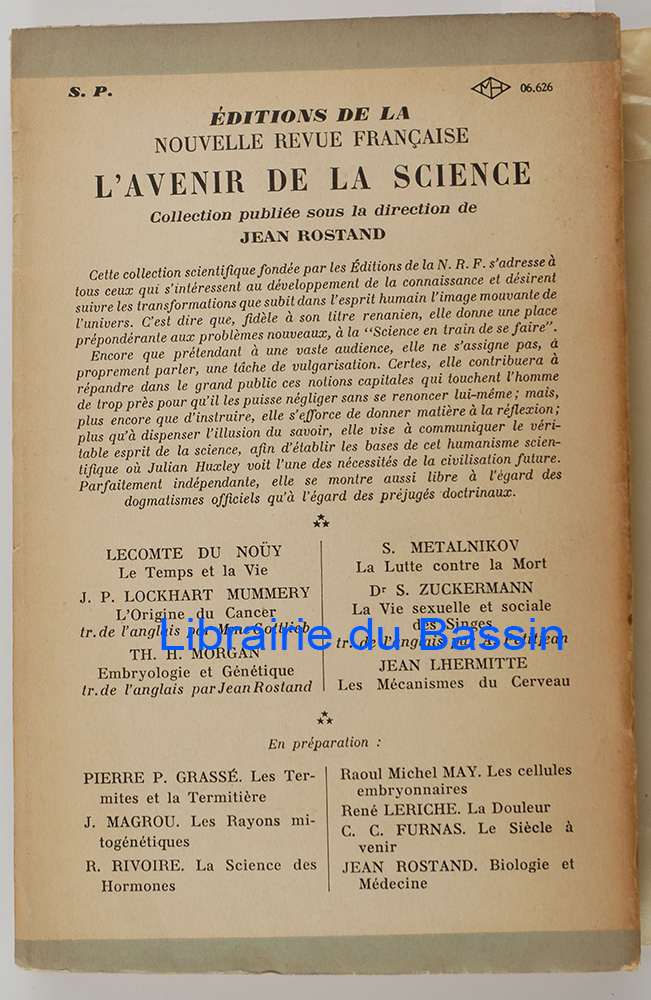 S. P.
MH 06.626
ÉDITIONS DE LA
NOUVELLE REVUE FRANÇAISE
L'AVENIR DE LA SCIENCE
Collection publiée sous la direction de
JEAN ROSTAND
Cette collection scientifique fondée par les Éditions de la N. R. F. s'adresse à
tous ceux qui s'intéressent au développement de la connaissance et désirent
suivre les transformations que subit dans l'esprit humain l'image mouvante de
l'univers. C'est dire que, fidèle à son titre renanien, elle donne une place
prépondérante aux problèmes nouveaux, à la "Science en train de se faire".
Encore que prétendant à une vaste audience, elle ne s'assigne pas, à
proprement parler, une tâche de vulgarisation. Certes, elle contribuera à
répandre dans le grand public ces notions capitales qui touchent l'homme
de trop près pour qu'il les puisse négliger sans se renoncer lui-même; mais,
plus encore que d'instruire, elle s'efforce de donner matière à la réflexion;
plus qu'à dispenser l'illusion du savoir, elle vise à communiquer le véri-
table esprit de la science, afin d'établir les bases de cet humanisme scien-
tifique où Julian Huxley voit l'une des nécessités de la civilisation future.
Parfaitement indépendante, elle se montre aussi libre à l'égard des
dogmatismes officiels qu'à l'égard des préjugés doctrinaux.
LECOMTE DU NOÜY
Le Temps et la Vie
J. P. LOCKHART MUMMERY
L'Origine du Cancer
tr. de l'anglais par Mme Gottlieb
TH. H. MORGAN
Embryologie et Génétique
tr. de l'anglais par Jean Rostand
S. METALNIKOV
La Lutte contre la Mort
Dr S. ZUCKERMANN
La Vie sexuelle et sociale
des Singes
tr. de l'anglais par A. Petitjean
JEAN LHERMITTE
Les Mécanismes du Cerveau
Librairie du Bassin
En préparation :
PIERRE P. GRASSÉ. Les Ter-
mites et la Termitière
J. MAGROU. Les Rayons mi-
togénétiques
R. RIVOIRE. La Science des
Hormones
Raoul Michel MAY. Les cellules
embryonnaires
René LERICHE. La Douleur
C. C. FURNAS. Le Siècle à
venir
JEAN ROSTAND. Biologie et
Médecine